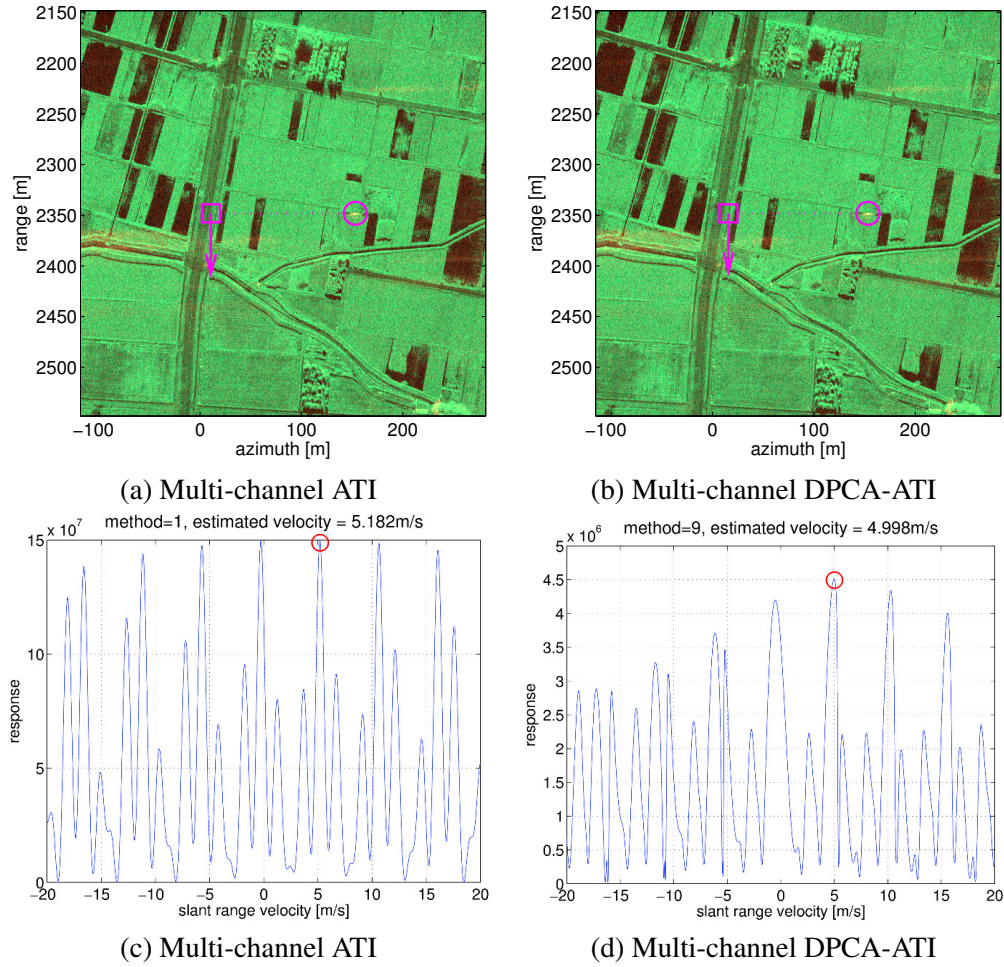 2150
2200
2250
2300
2350
2400
2450
2500
range [m]
−100 0 100 200
azimuth [m]
(a) Multi-channel ATI
2150
2200
2250
2300
2350
2400
2450
2500
range [m]
−100 0 100 200
azimuth [m]
(b) Multi-channel DPCA-ATI
method=1, estimated velocity = 5.182m/s
x 10^7
15
10
5
0
response
−20 −15 −10 −5 0 5 10 15 20
slant range velocity [m/s]
(c) Multi-channel ATI
method=9, estimated velocity = 4.998m/s
x 10^6
5
4.5
4
3.5
3
2.5
2
1.5
1
0.5
0
response
−20 −15 −10 −5 0 5 10 15 20
slant range velocity [m/s]
(d) Multi-channel DPCA-ATI